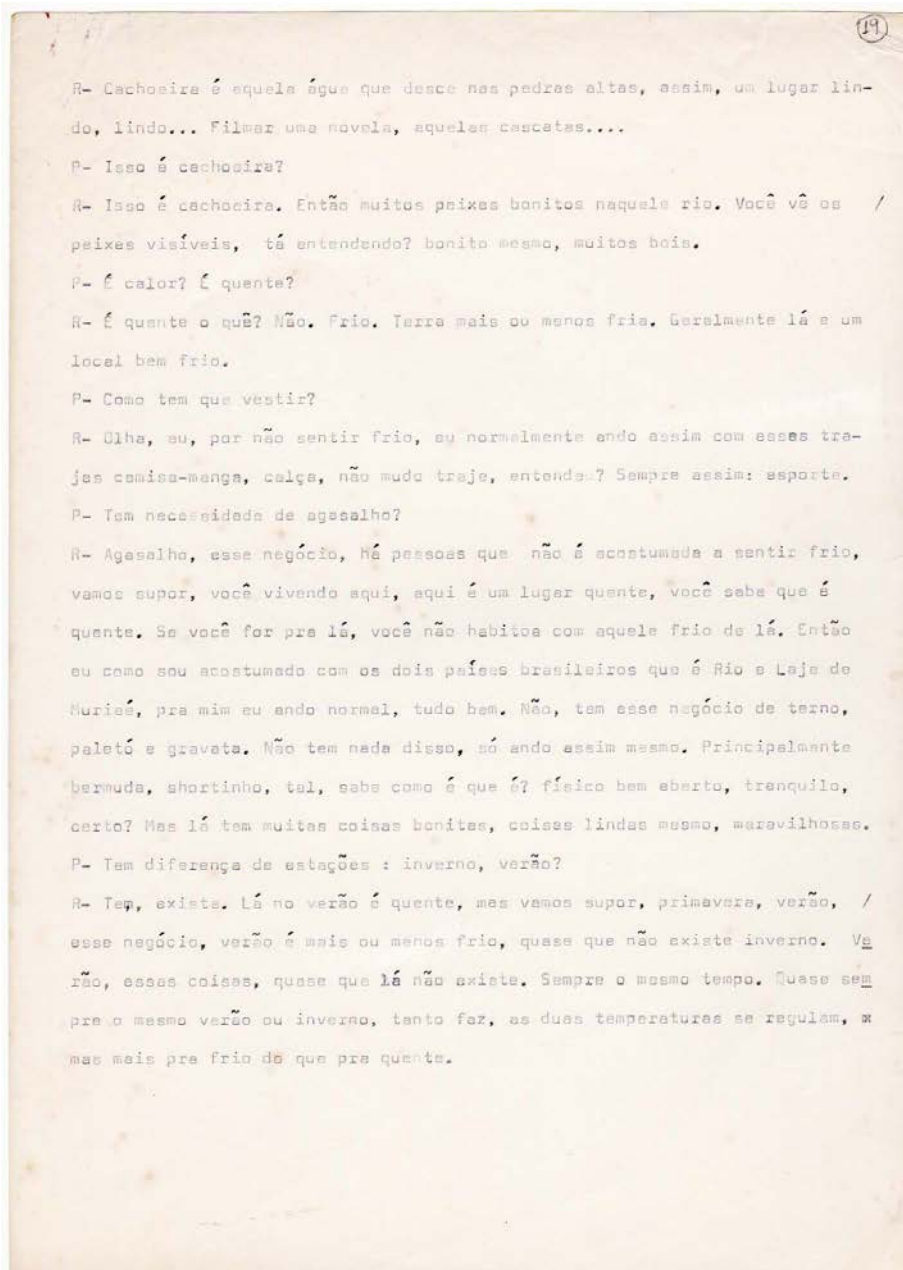 19
R- Cachoeira é aquela água que desce nas pedras altas, assim, um lugar lin-
do, lindo... Filmar uma novela, aquelas cascatas....
P- Isso é cachoeira?
R- Isso é cachoeira. Então muitos peixes bonitos naquele rio. Você vê os /
peixes visíveis, tá entendendo? bonito mesmo, muitos bois.
P- É calor? É quente?
R- É quente o quê? Não. Frio. Terra mais ou menos fria. Geralmente lá e um
local bem frio.
P- Como tem que vestir?
R- Olha, eu, por não sentir frio, eu normalmente ando assim com esses tra-
jes camisa-manga, calça, não mudo traje, entendeu? Sempre assim: esporte.
P- Tem necessidade de agasalho?
R- Agasalho, esse negócio, há pessoas que não é acostumada a sentir frio,
vamos supor, você vivendo aqui, aqui é um lugar quente, você sabe que é
quente. Se você for pra lá, você não habitoa com aquele frio de lá. Então
eu como sou acostumado com os dois países brasileiros que é Rio e Laje de
Muriaé, pra mim eu ando normal, tudo bem. Não, tem esse negócio de terno,
paletó e gravata. Não tem nada disso, só ando assim mesmo. Principalmente
bermuda, shortinho, tal, sabe como é que é? físico bem aberto, tranquilo,
certo? Mas lá tem muitas coisas bonitas, coisas lindas mesmo, maravilhosas.
P- Tem diferença de estações : inverno, verão?
R- Tem, existe. Lá no verão é quente, mas vamos supor, primavera, verão, /
esse negócio, verão é mais ou menos frio, quase que não existe inverno. Ve
rão, essas coisas, quase que lá não existe. Sempre o mesmo tempo. Quase sem
pre o mesmo verão ou inverno, tanto faz, as duas temperaturas se regulam, x
mas mais pra frio do que pra quente.